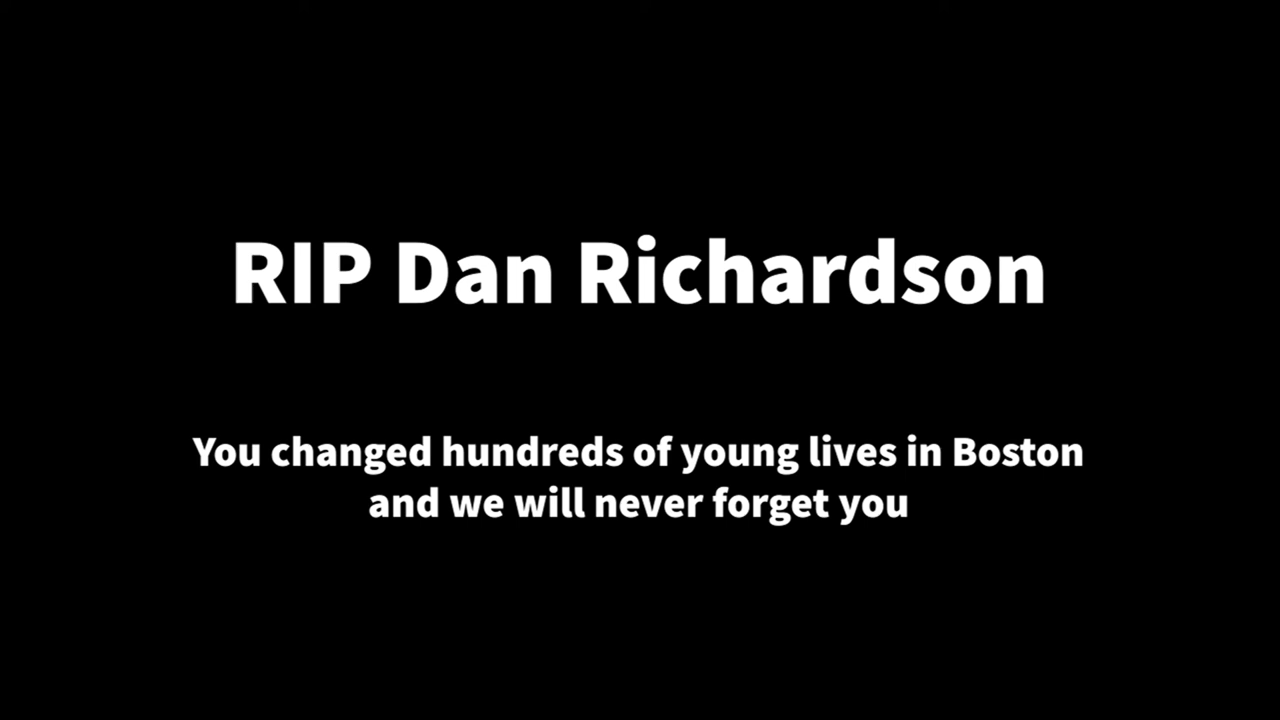 RIP Dan Richardson
You changed hundreds of young lives in Boston
and we will never forget you